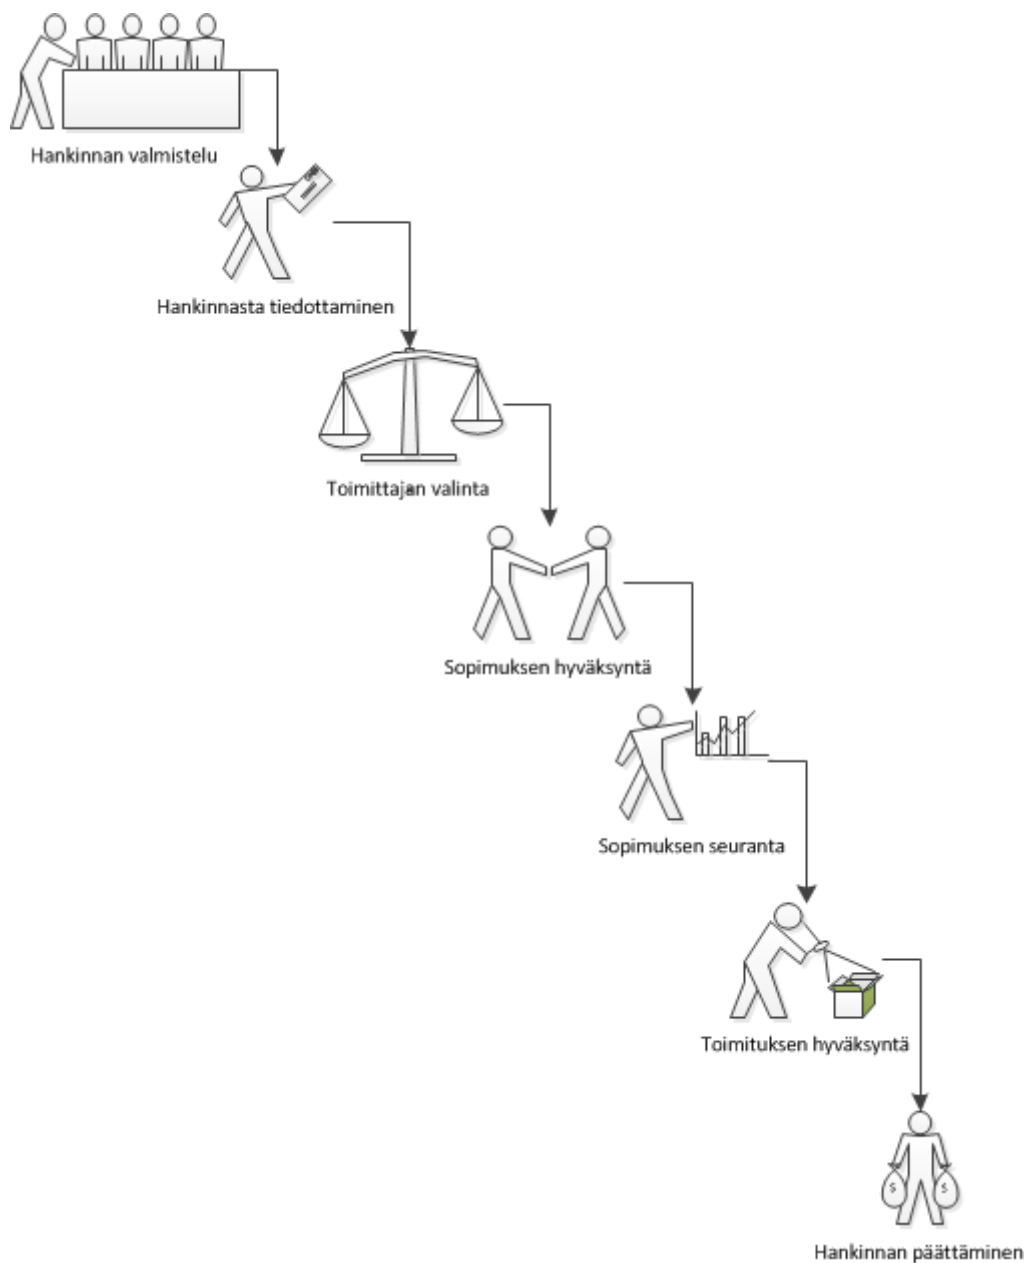 Hankinnan valmistelu
Hankinnasta tiedottaminen
Toimittajan valinta
Sopimuksen hyväksyntä
Sopimuksen seuranta
Toimituksen hyväksyntä
$ $
Hankinnan päättäminen